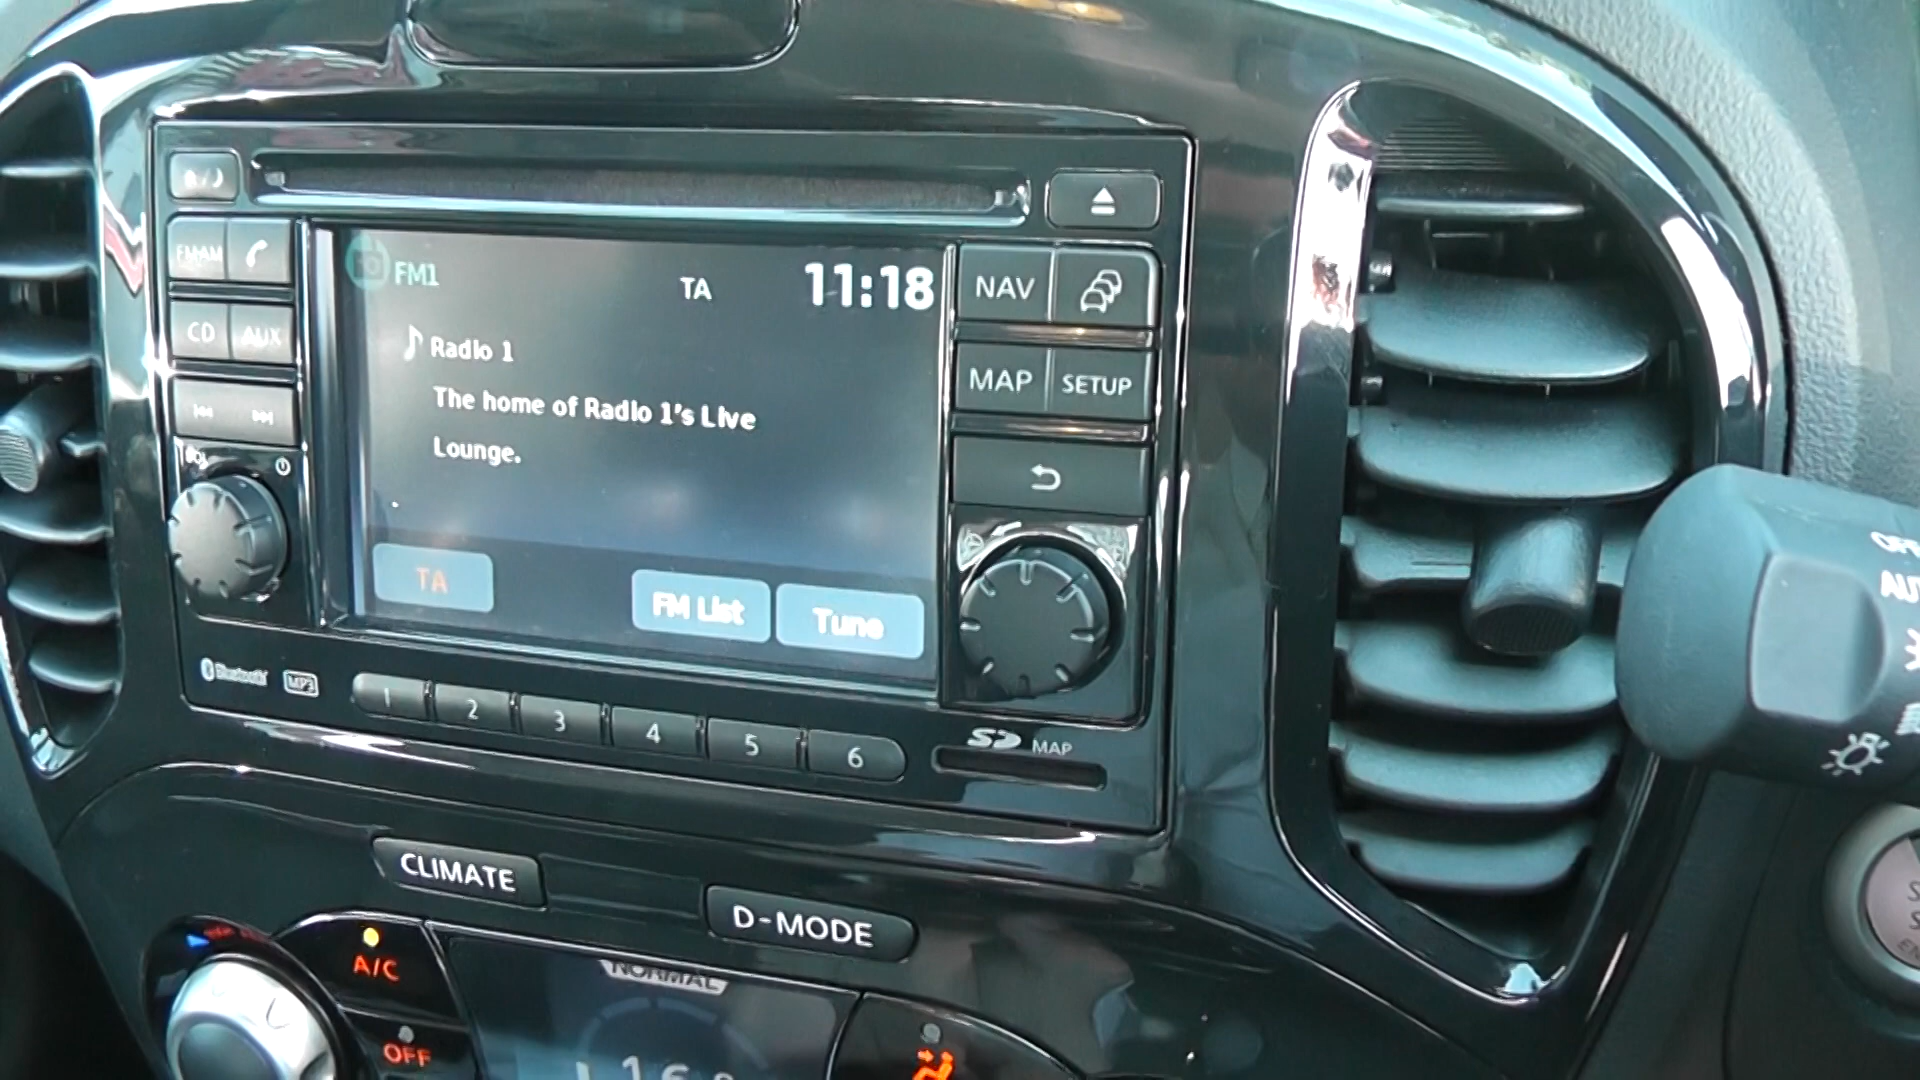 FM·AM
CD AUX
VOL
FM1 TA 11:18
Radio 1
The home of Radio 1's Live
Lounge.
TA FM List Tune
NAV
MAP SETUP
Bluetooth MP3
1 2 3 4 5 6
SD MAP
CLIMATE
D-MODE
A/C
OFF
NORMAL
OFF